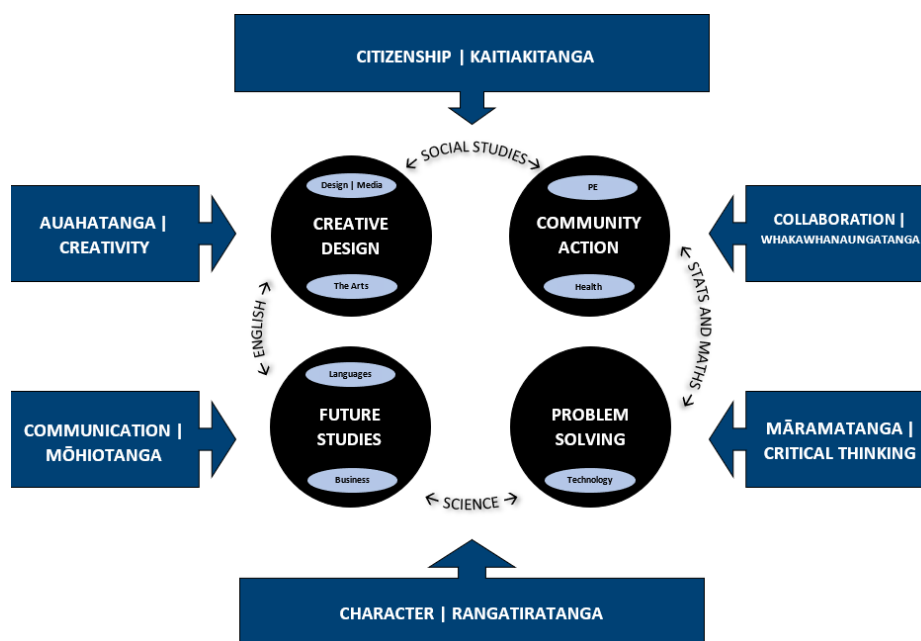 CITIZENSHIP | KAITIAKITANGA
← SOCIAL STUDIES →
AUAHATANGA |
CREATIVITY
Design | Media
CREATIVE
DESIGN
The Arts
PE
COMMUNITY
ACTION
Health
COLLABORATION |
WHAKAWHANAUNGATANGA
← ENGLISH →
← STATS AND MATHS →
COMMUNICATION |
MŌHIOTANGA
Languages
FUTURE
STUDIES
Business
PROBLEM
SOLVING
Technology
MĀRAMATANGA |
CRITICAL THINKING
← SCIENCE →
CHARACTER | RANGATIRATANGA